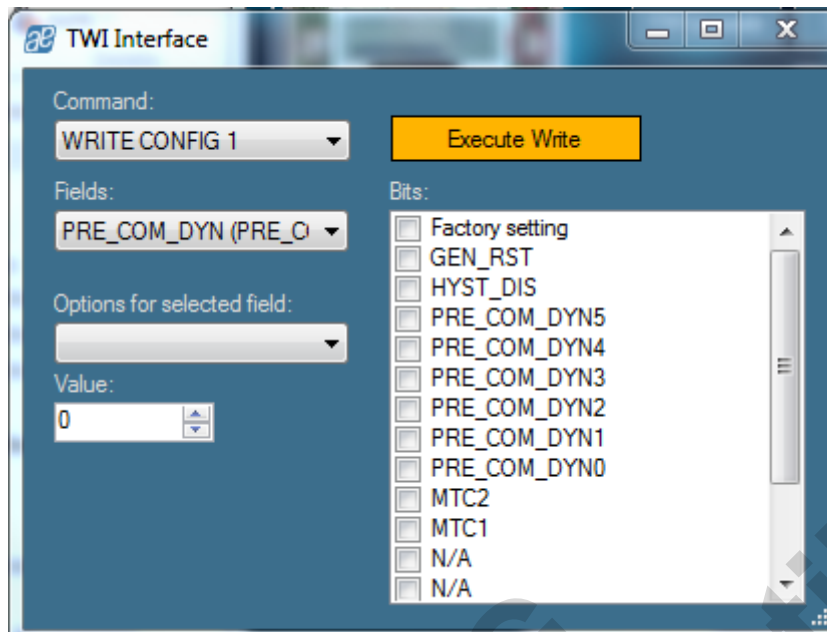 TWI Interface
Command:
WRITE CONFIG 1
Execute Write
Fields:
PRE_COM_DYN (PRE_C
Options for selected field:
Value:
0
Bits:
Factory setting
GEN_RST
HYST_DIS
PRE_COM_DYN5
PRE_COM_DYN4
PRE_COM_DYN3
PRE_COM_DYN2
PRE_COM_DYN1
PRE_COM_DYN0
MTC2
MTC1
N/A
N/A